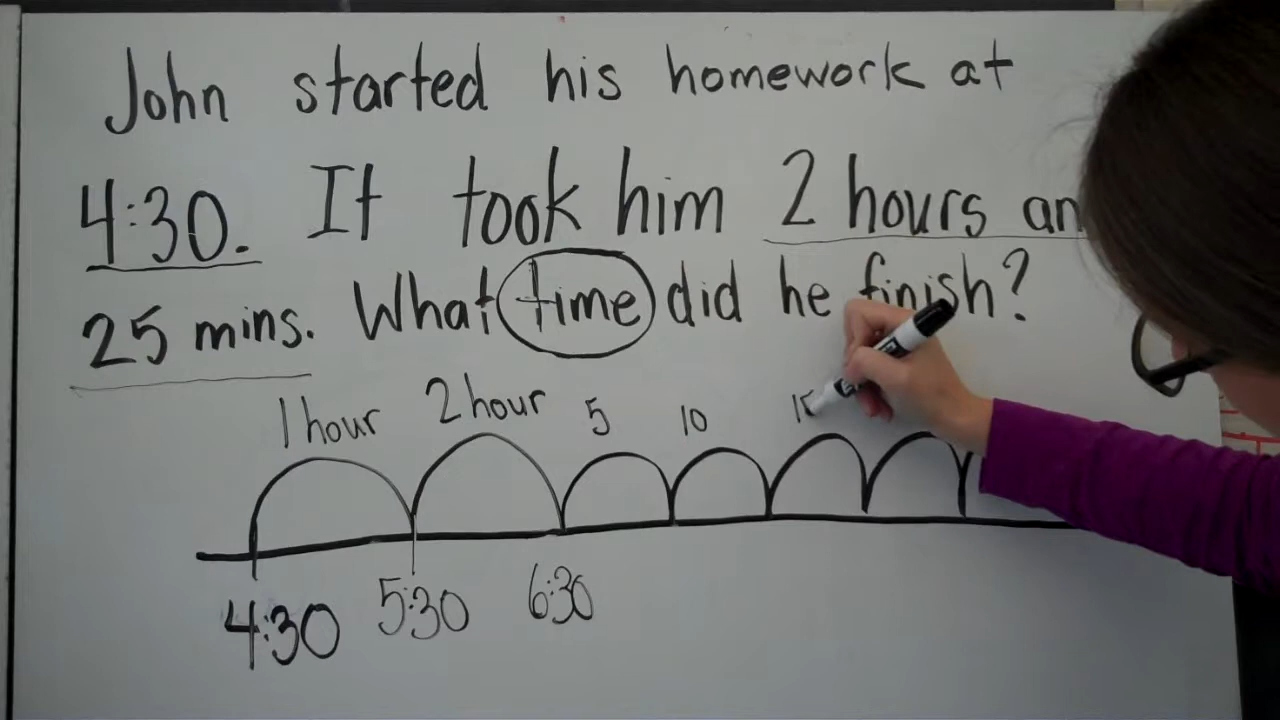 John started his homework at
4:30. It took him 2 hours an
25 mins. What time did he finish?
1 hour 2 hour 5 10 15
4:30 5:30 6:30